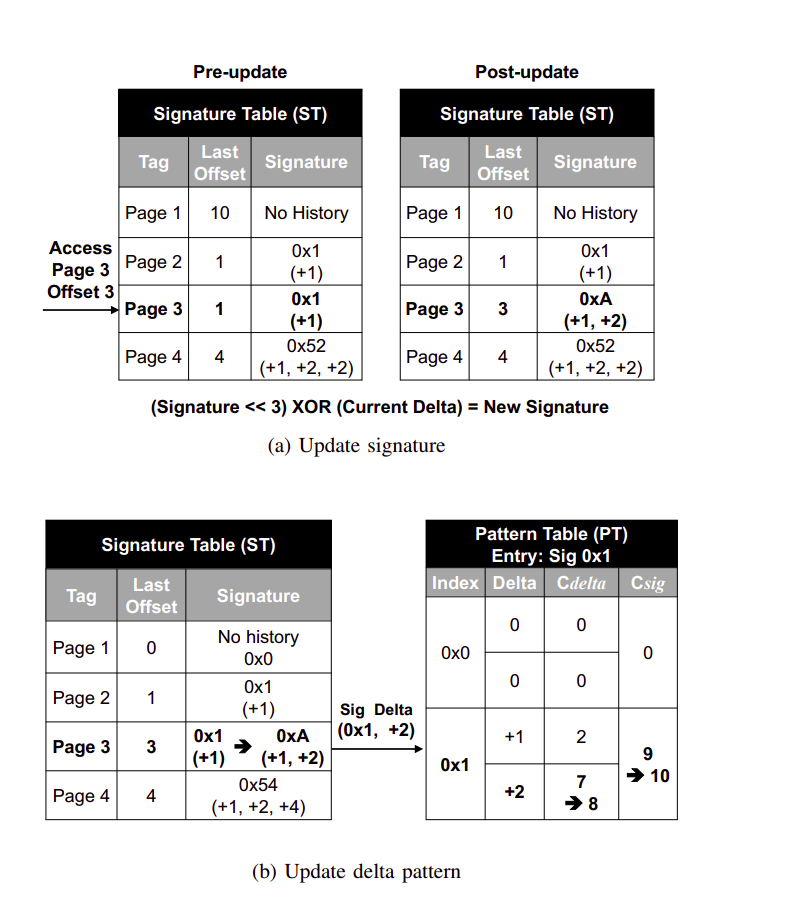 Pre-update
Post-update
Signature Table (ST)
Tag
Last
Offset
Signature
Page 1
10
No History
Page 2
1
0x1
(+1)
Access
Page 3
Offset 3
Page 3
1
0x1
(+1)
Page 4
4
0x52
(+1, +2, +2)
Signature Table (ST)
Tag
Last
Offset
Signature
Page 1
10
No History
Page 2
1
0x1
(+1)
Page 3
3
0xA
(+1, +2)
Page 4
4
0x52
(+1, +2, +2)
(Signature << 3) XOR (Current Delta) = New Signature
(a) Update signature
Signature Table (ST)
Tag
Last
Offset
Signature
Page 1
0
No history
0x0
Page 2
1
0x1
(+1)
Page 3
3
0x1 ➔ 0xA
(+1) (+1, +2)
Page 4
4
0x54
(+1, +2, +4)
Sig Delta
(0x1, +2)
Pattern Table (PT)
Entry: Sig 0x1
Index
Delta
Cdelta
Csig
0x0
0
0
0
0
0
0x1
+1
2
+2
7
➔ 8
9
➔ 10
(b) Update delta pattern